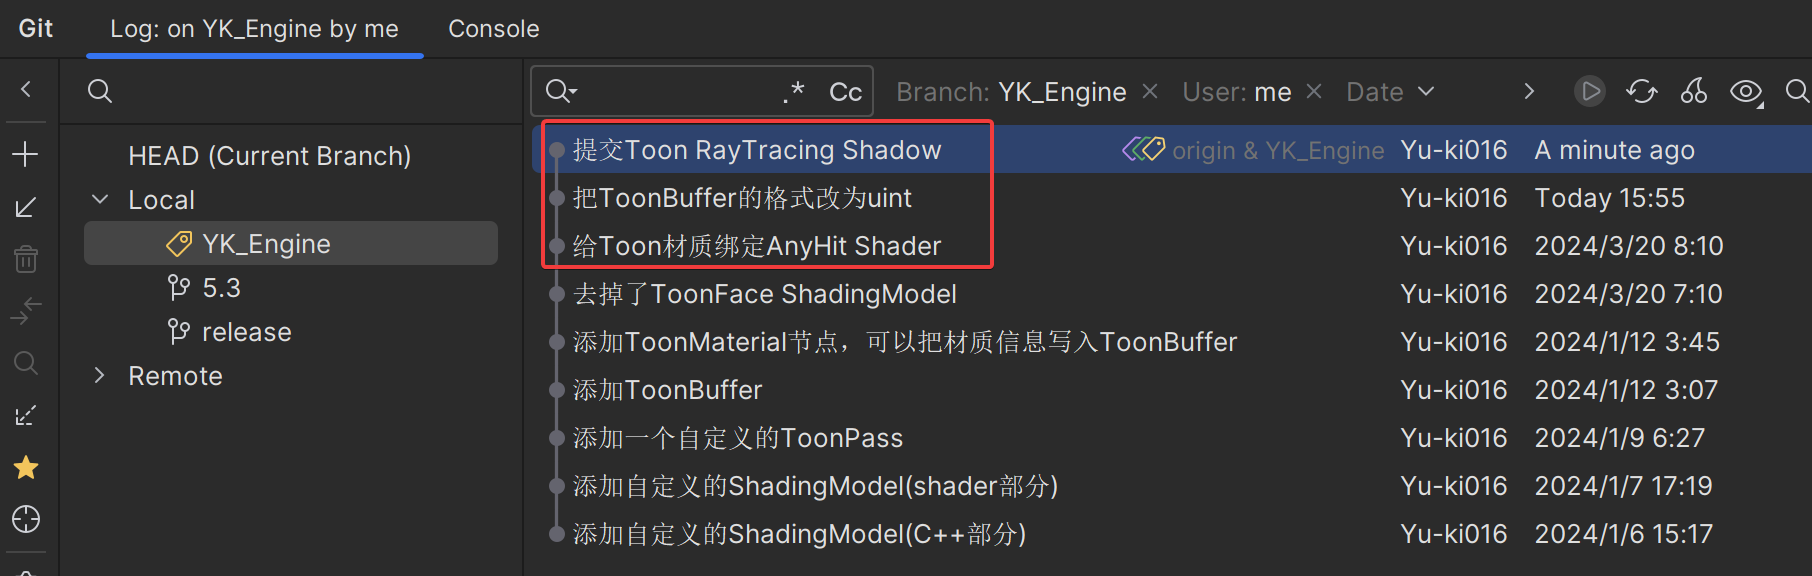 Git Log: on YK_Engine by me Console
.* Cc Branch: YK_Engine User: me Date
HEAD (Current Branch)
Local
YK_Engine
5.3
release
Remote
提交Toon RayTracing Shadow origin & YK_Engine Yu-ki016 A minute ago
把ToonBuffer的格式改为uint Yu-ki016 Today 15:55
给Toon材质绑定AnyHit Shader Yu-ki016 2024/3/20 8:10
去掉了ToonFace ShadingModel Yu-ki016 2024/3/20 7:10
添加ToonMaterial节点，可以把材质信息写入ToonBuffer Yu-ki016 2024/1/12 3:45
添加ToonBuffer Yu-ki016 2024/1/12 3:07
添加一个自定义的ToonPass Yu-ki016 2024/1/9 6:27
添加自定义的ShadingModel(shader部分) Yu-ki016 2024/1/7 17:19
添加自定义的ShadingModel(C++部分) Yu-ki016 2024/1/6 15:17